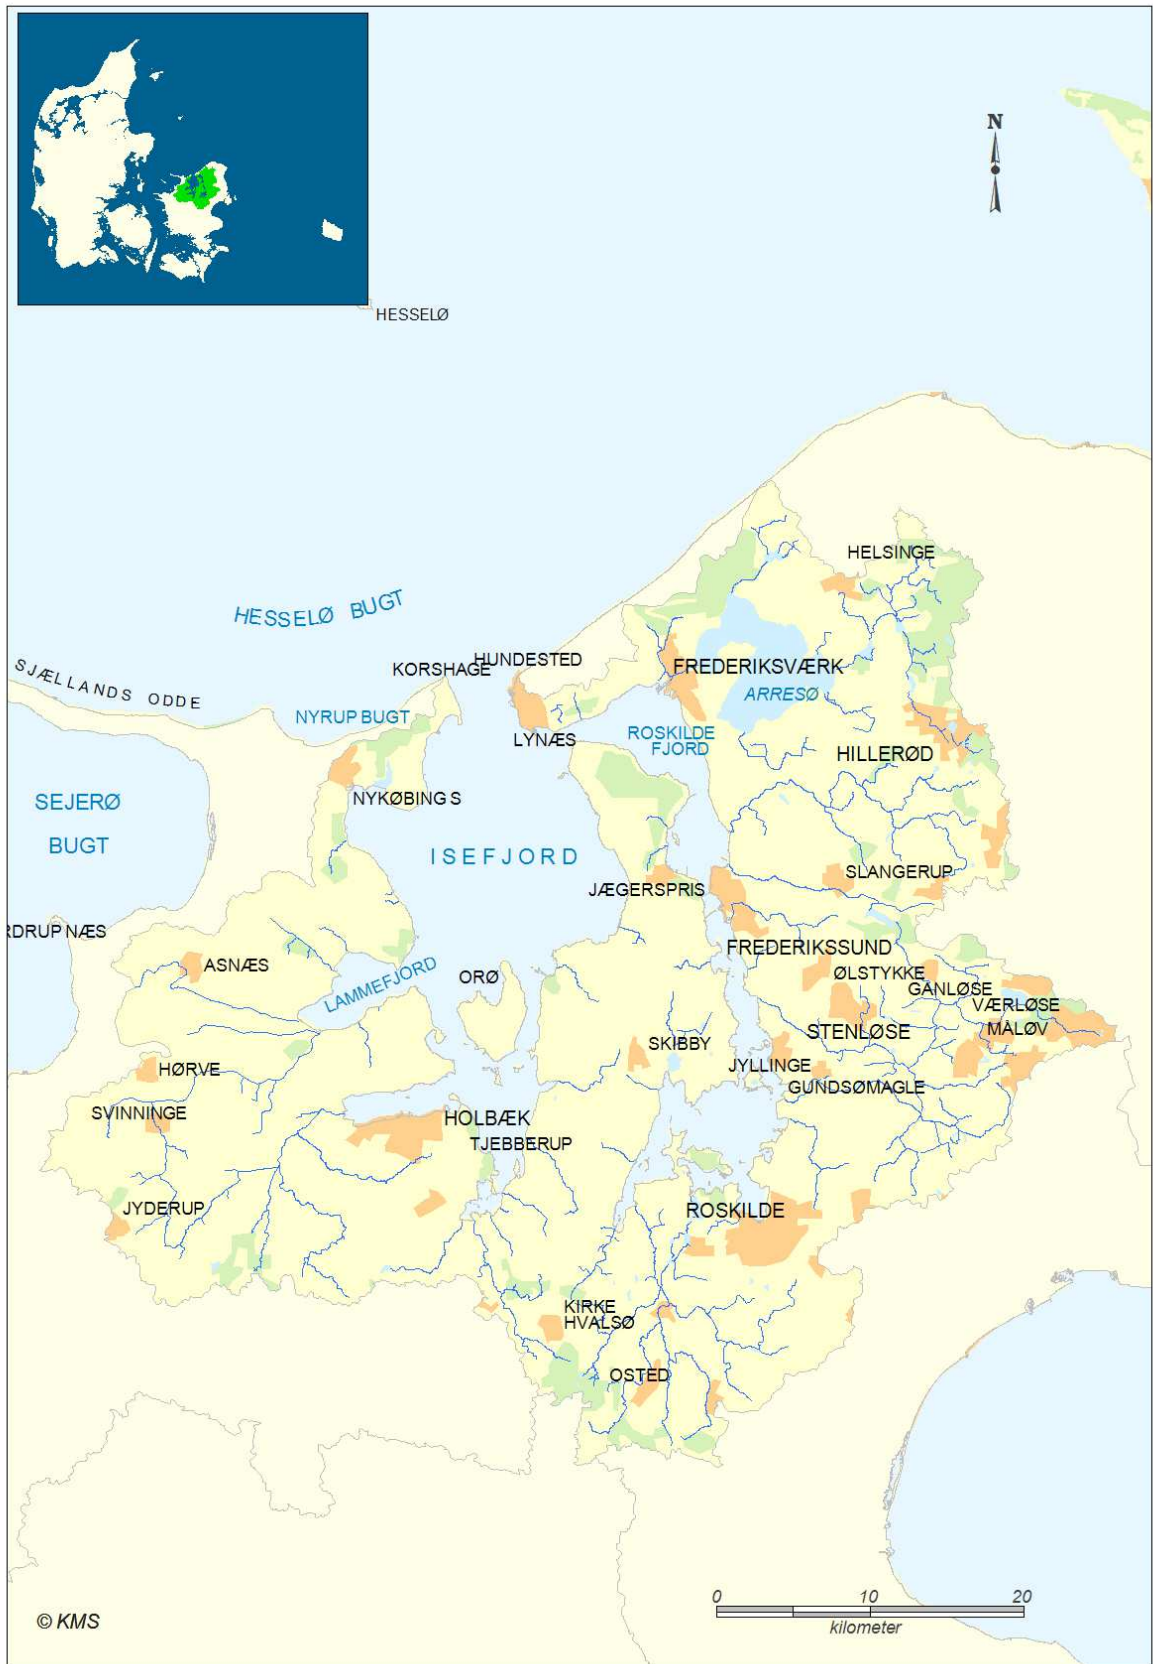 N
HESSELØ
HELSINGE
HESSELØ BUGT
HUNDESTED
KORSHAGE
FREDERIKSVÆRK
SJÆLLANDS ODDE
ARRESØ
NYRUP BUGT
LYNÆS
ROSKILDE
FJORD
HILLERØD
SEJERØ
BUGT
NYKØBING S
ISEFJORD
SLANGERUP
JÆGERSPRIS
RDRUP NÆS
FREDERIKSSUND
ASNÆS
LAMMEFJORD
ORØ
ØLSTYKKE
GANLØSE
VÆRLØSE
STENLØSE
MÅLØV
SKIBBY
HØRVE
JYLLINGE
GUNDSØMAGLE
SVINNINGE
HOLBÆK
TJEBBERUP
JYDERUP
ROSKILDE
KIRKE
HVALSØ
OSTED
0 10 20
kilometer
© KMS